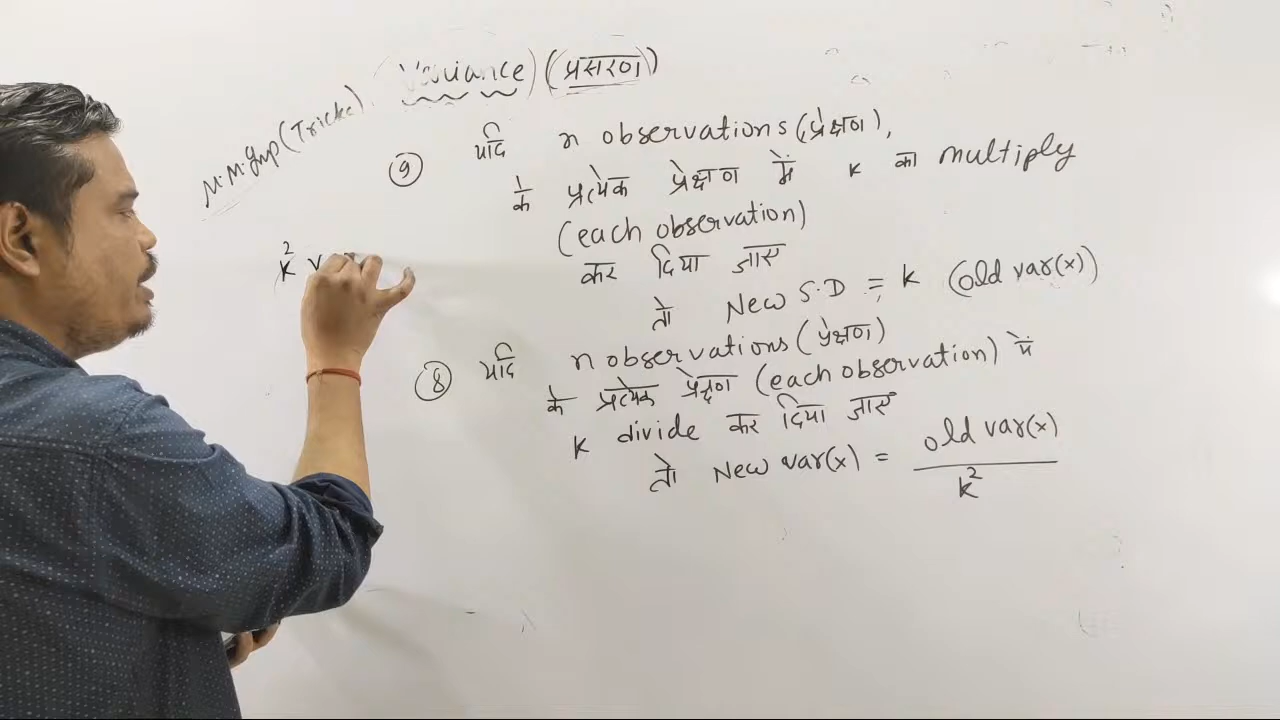 Variance) (प्रसरण)
M.M.Gnp (Tricks)
⑨ यदि n observations (प्रेक्षण),
के प्रत्येक प्रेक्षण में k का multiply
(each observation)
कर दिया जाए
तो New S.D = k (old var(x))
k² v
⑧ यदि n observations (प्रेक्षण)
के प्रत्येक प्रेक्षण (each observation) में
k divide कर दिया जाए
तो New var(x) = old var(x)
k²